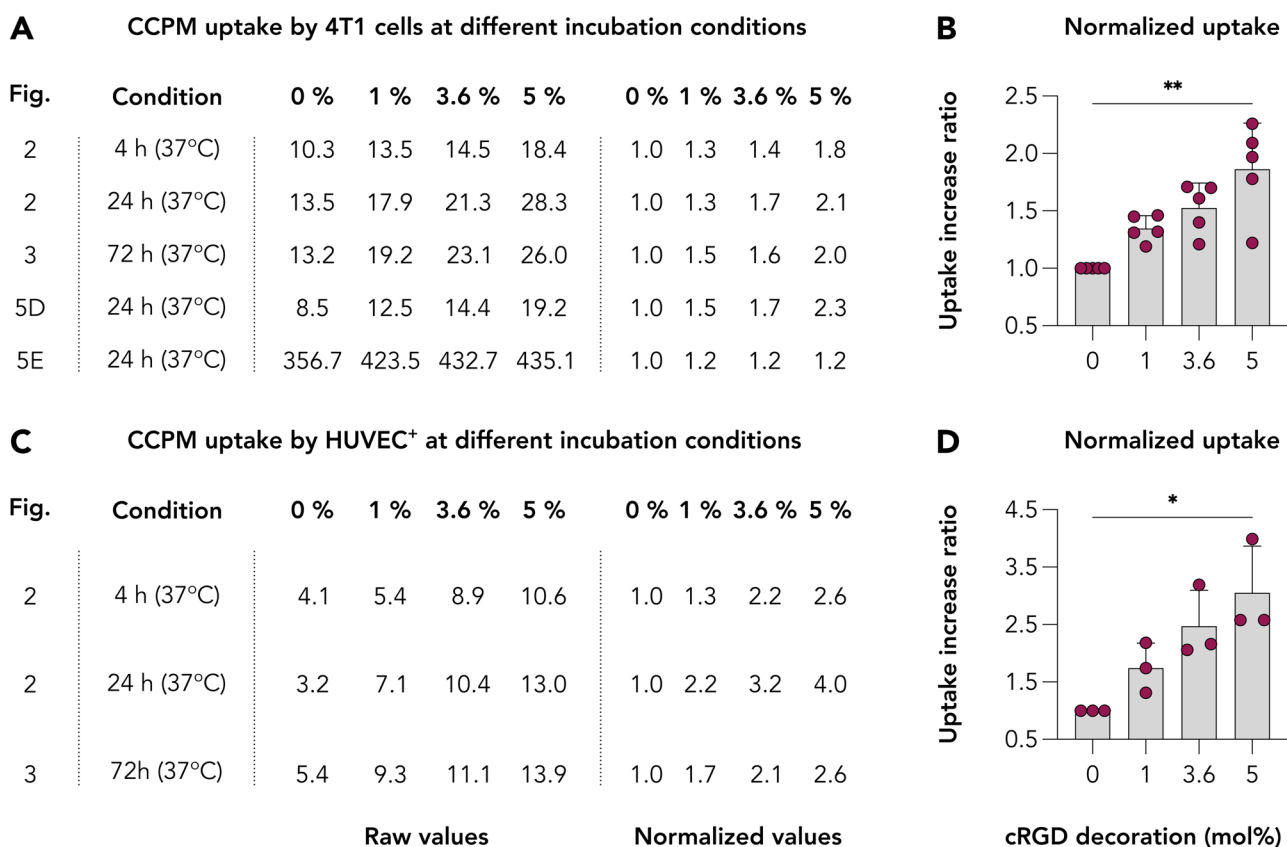 A CCPM uptake by 4T1 cells at different incubation conditions
Fig. Condition 0 % 1 % 3.6 % 5 % 0 % 1 % 3.6 % 5 %
2 4 h (37°C) 10.3 13.5 14.5 18.4 1.0 1.3 1.4 1.8
2 24 h (37°C) 13.5 17.9 21.3 28.3 1.0 1.3 1.7 2.1
3 72 h (37°C) 13.2 19.2 23.1 26.0 1.0 1.5 1.6 2.0
5D 24 h (37°C) 8.5 12.5 14.4 19.2 1.0 1.5 1.7 2.3
5E 24 h (37°C) 356.7 423.5 432.7 435.1 1.0 1.2 1.2 1.2
B Normalized uptake
Uptake increase ratio
**
2.5
2.0
1.5
1.0
0.5
0 1 3.6 5
C CCPM uptake by HUVEC⁺ at different incubation conditions
Fig. Condition 0 % 1 % 3.6 % 5 % 0 % 1 % 3.6 % 5 %
2 4 h (37°C) 4.1 5.4 8.9 10.6 1.0 1.3 2.2 2.6
2 24 h (37°C) 3.2 7.1 10.4 13.0 1.0 2.2 3.2 4.0
3 72h (37°C) 5.4 9.3 11.1 13.9 1.0 1.7 2.1 2.6
Raw values Normalized values
D Normalized uptake
Uptake increase ratio
*
4.5
3.5
2.5
1.5
0.5
0 1 3.6 5
cRGD decoration (mol%)